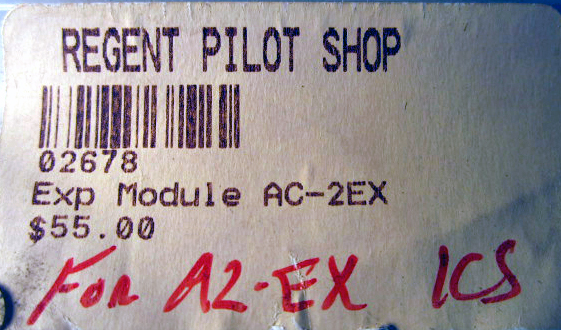 REGENT PILOT SHOP
02678
Exp Module AC-2EX
$55.00
FOR A2-EX ICS